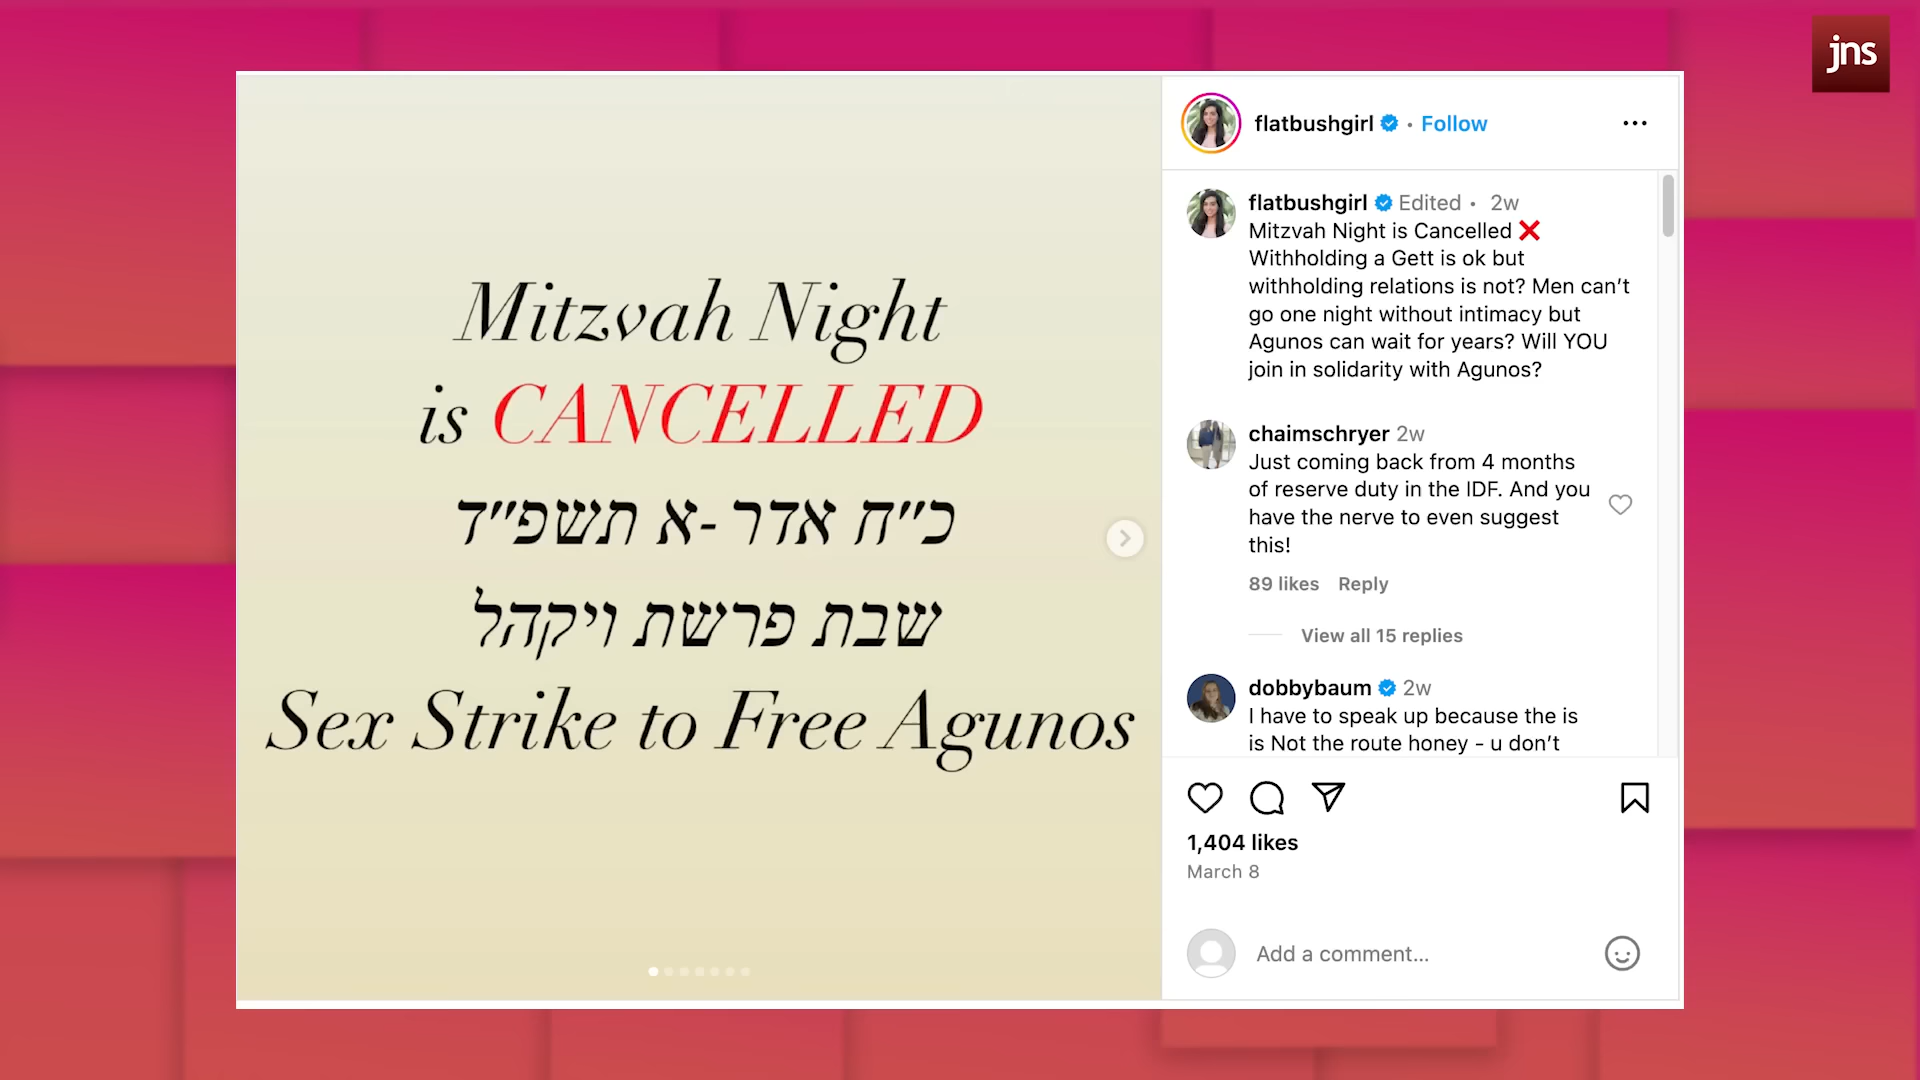 jns
Mitzvah Night
is CANCELLED
כ״ח אדר -א תשפ״ד
שבת פרשת ויקהל
Sex Strike to Free Agunos
flatbushgirl • Follow
flatbushgirl Edited • 2w
Mitzvah Night is Cancelled ❌
Withholding a Gett is ok but
withholding relations is not? Men can’t
go one night without intimacy but
Agunos can wait for years? Will YOU
join in solidarity with Agunos?
chaimschryer 2w
Just coming back from 4 months
of reserve duty in the IDF. And you
have the nerve to even suggest
this!
89 likes Reply
View all 15 replies
dobbybaum 2w
I have to speak up because the is
is Not the route honey - u don’t
1,404 likes
March 8
Add a comment...